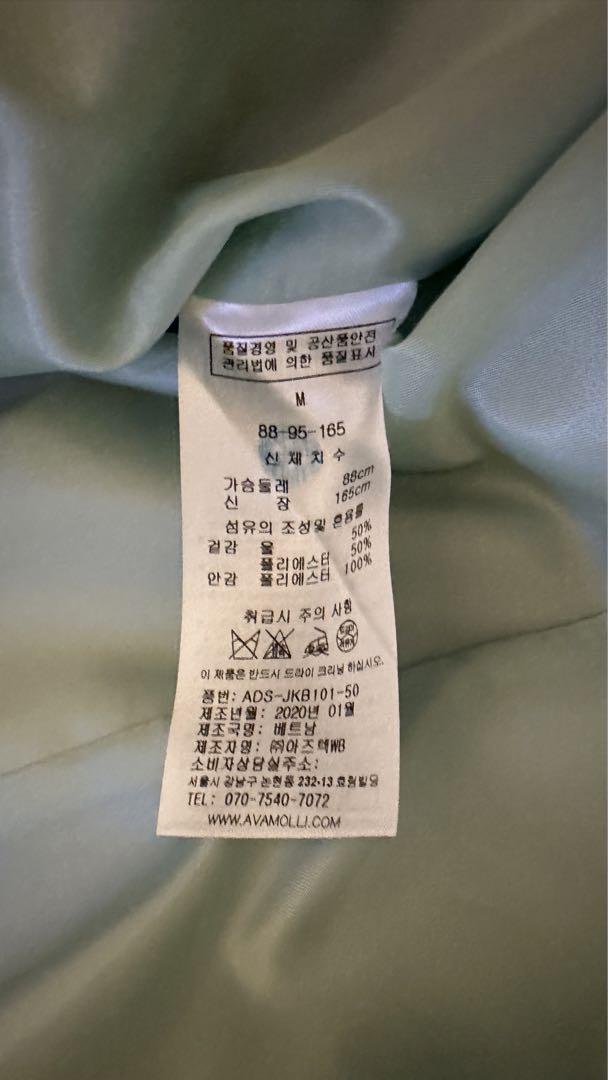 품질경영 및 공산품안전
관리법에 의한 품질표시
M
88-95-165
신 체 치 수
가슴둘레 88cm
신 장 165cm
섬유의 조성및 혼용률
겉감 울 50%
폴리에스터 50%
안감 폴리에스터 100%
취급시 주의 사항
이 제품은 반드시 드라이 크리닝 하십시오.
품번: ADS-JKB101-50
제조년월: 2020년 01월
제조국명: 베트남
제조자명: ㈜아즈텍WB
소비자상담실주소:
서울시 강남구 논현동 232-13 효험빌딩
TEL: 070-7540-7072
WWW.AVAMOLLI.COM